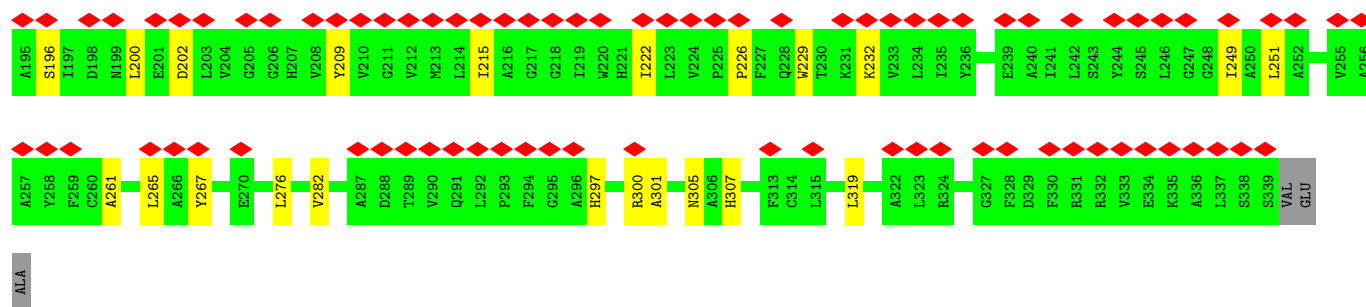 A195 S196 I197 D198 N199 L200 E201 D202 L203 V204 G205 G206 H207 V208 Y209 V210 G211 V212 M213 L214 I215 A216 G217 G218 I219 W220 H221 I222 L223 V224 P225 P226 F227 Q228 W229 T230 K231 K232 V233 L234 I235 Y236 E239 A240 I241 L242 S243 Y244 S245 L246 G247 G248 I249 A250 L251 A252 V255 A256
A257 Y258 F259 C260 A261 L265 A266 Y267 E270 L276 V282 A287 D288 T289 V290 Q291 L292 P293 F294 G295 A296 H297 R300 A301 N305 A306 H307 F313 C314 L315 L319 A322 L323 R324 G327 F328 D329 F330 R331 R332 V333 E334 K335 A336 L337 S338 S339 VAL GLU
ALA